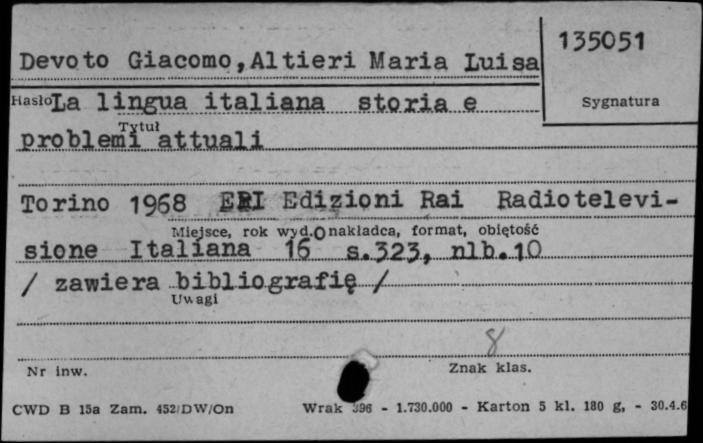 135051
Sygnatura
Devoto Giacomo,Altieri Maria Luisa
Hasło
La lingua italiana storia e
Tytuł
problemi attuali
Torino 1968 ERI Edizioni Rai Radiotelevi-
Miejsce, rok wyd. nakładca, format, obiętość
sione Italiana 16 s.323, nlb.10
/ zawiera bibliografię /
Uwagi
8
Nr inw.
Znak klas.
CWD B 15a Zam. 452/DW/On Wrak 396 - 1.730.000 - Karton 5 kl. 180 g, - 30.4.6